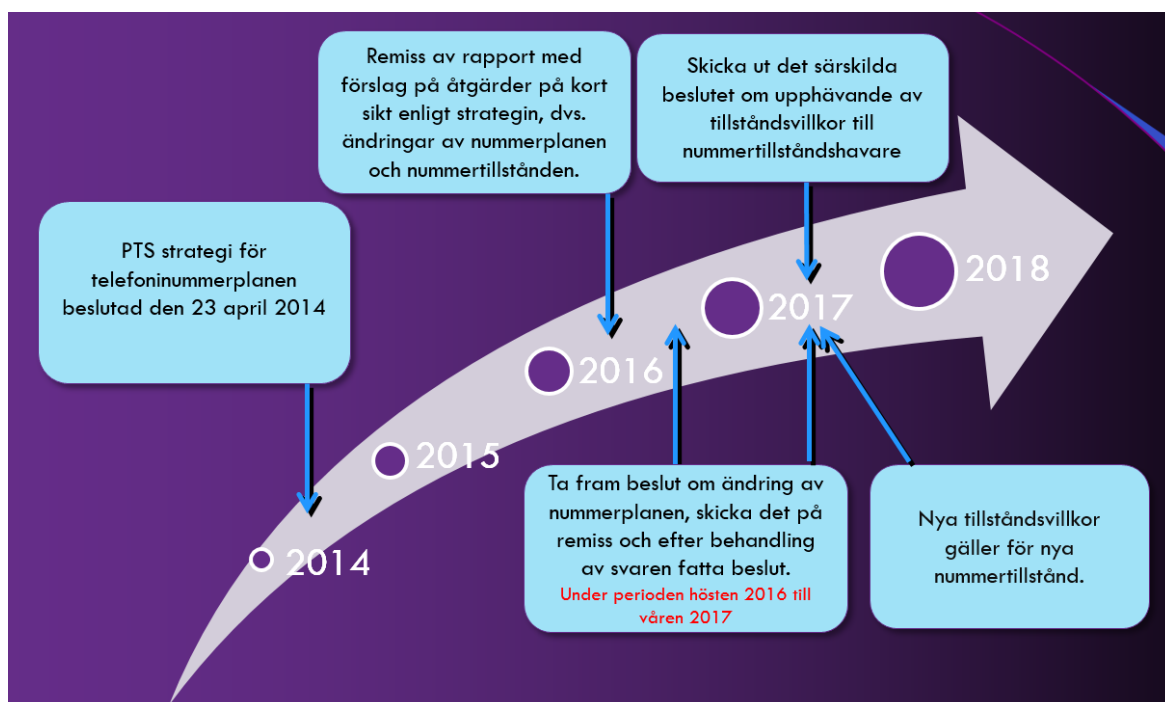 Remiss av rapport med
förslag på åtgärder på kort
sikt enligt strategin, dvs.
ändringar av nummerplanen
och nummertillstånden.
Skicka ut det särskilda
beslutet om upphävande av
tillståndsvillkor till
nummertillståndshavare
PTS strategi för
telefoninummerplanen
beslutad den 23 april 2014
2018
2017
2016
2015
2014
Ta fram beslut om ändring av
nummerplanen, skicka det på
remiss och efter behandling
av svaren fatta beslut.
Under perioden hösten 2016 till
våren 2017
Nya tillståndsvillkor
gäller för nya
nummertillstånd.